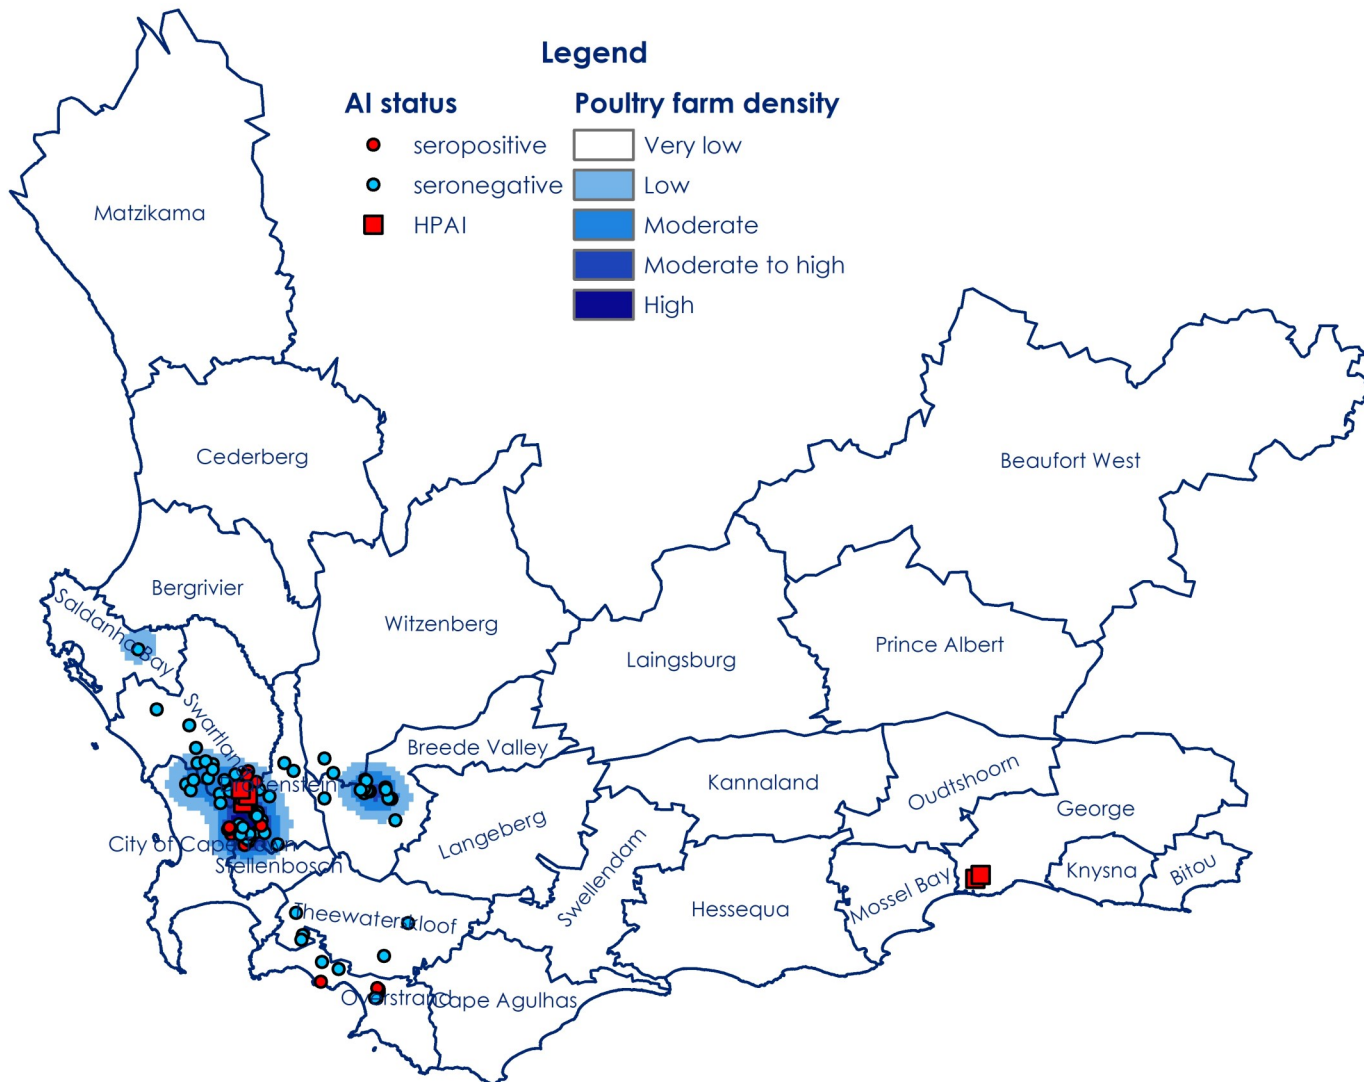 Legend
AI status
Poultry farm density
seropositive
Very low
seronegative
Low
HPAI
Moderate
Moderate to high
High
Matzikama
Cederberg
Beaufort West
Bergrivier
Saldanha Bay
Witzenberg
Laingsburg
Prince Albert
Swartland
Breede Valley
Drakenstein
Kannaland
Oudtshoorn
George
Langeberg
City of Cape Town
Stellenbosch
Knysna
Bitou
Mossel Bay
Swellendam
Hessequa
Theewaterskloof
Overstrand
Cape Agulhas